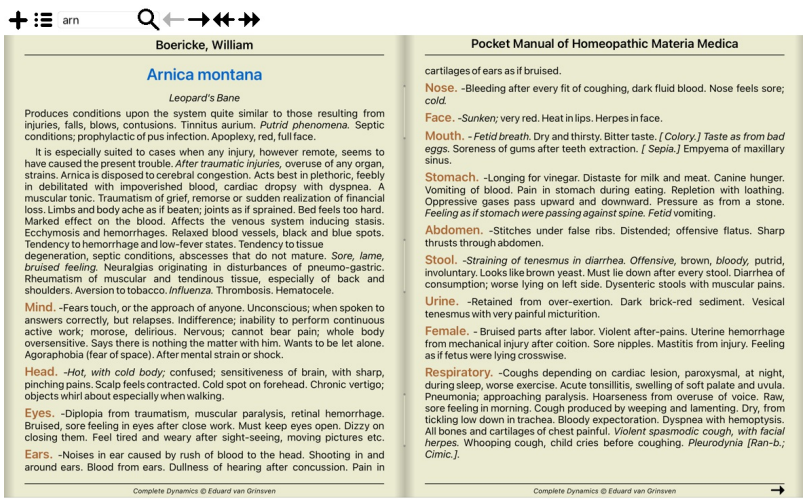 arn
Boericke, William
Arnica montana
Leopard's Bane
Produces conditions upon the system quite similar to those resulting from
injuries, falls, blows, contusions. Tinnitus aurium. Putrid phenomena. Septic
conditions; prophylactic of pus infection. Apoplexy, red, full face.
It is especially suited to cases when any injury, however remote, seems to
have caused the present trouble. After traumatic injuries, overuse of any organ,
strains. Arnica is disposed to cerebral congestion. Acts best in plethoric, feebly
in debilitated with impoverished blood, cardiac dropsy with dyspnea. A
muscular tonic. Traumatism of grief, remorse or sudden realization of financial
loss. Limbs and body ache as if beaten; joints as if sprained. Bed feels too hard.
Marked effect on the blood. Affects the venous system inducing stasis.
Ecchymosis and hemorrhages. Relaxed blood vessels, black and blue spots.
Tendency to hemorrhage and low-fever states. Tendency to tissue
degeneration, septic conditions, abscesses that do not mature. Sore, lame,
bruised feeling. Neuralgias originating in disturbances of pneumo-gastric.
Rheumatism of muscular and tendinous tissue, especially of back and
shoulders. Aversion to tobacco. Influenza. Thrombosis. Hematocele.
Mind. -Fears touch, or the approach of anyone. Unconscious; when spoken to
answers correctly, but relapses. Indifference; inability to perform continuous
active work; morose, delirious. Nervous; cannot bear pain; whole body
oversensitive. Says there is nothing the matter with him. Wants to be let alone.
Agoraphobia (fear of space). After mental strain or shock.
Head. -Hot, with cold body; confused; sensitiveness of brain, with sharp,
pinching pains. Scalp feels contracted. Cold spot on forehead. Chronic vertigo;
objects whirl about especially when walking.
Eyes. -Diplopia from traumatism, muscular paralysis, retinal hemorrhage.
Bruised, sore feeling in eyes after close work. Must keep eyes open. Dizzy on
closing them. Feel tired and weary after sight-seeing, moving pictures etc.
Ears. -Noises in ear caused by rush of blood to the head. Shooting in and
around ears. Blood from ears. Dullness of hearing after concussion. Pain in
Complete Dynamics © Eduard van Grinsven
Pocket Manual of Homeopathic Materia Medica
cartilages of ears as if bruised.
Nose. -Bleeding after every fit of coughing, dark fluid blood. Nose feels sore;
cold.
Face. -Sunken; very red. Heat in lips. Herpes in face.
Mouth. -Fetid breath. Dry and thirsty. Bitter taste. [Colory.] Taste as from bad
eggs. Soreness of gums after teeth extraction. [ Sepia.] Empyema of maxillary
sinus.
Stomach. -Longing for vinegar. Distaste for milk and meat. Canine hunger.
Vomiting of blood. Pain in stomach during eating. Repletion with loathing.
Oppressive gases pass upward and downward. Pressure as from a stone.
Feeling as if stomach were passing against spine. Fetid vomiting.
Abdomen. -Stitches under false ribs. Distended; offensive flatus. Sharp
thrusts through abdomen.
Stool. -Straining of tenesmus in diarrhea. Offensive, brown, bloody, putrid,
involuntary. Looks like brown yeast. Must lie down after every stool. Diarrhea of
consumption; worse lying on left side. Dysenteric stools with muscular pains.
Urine. -Retained from over-exertion. Dark brick-red sediment. Vesical
tenesmus with very painful micturition.
Female. - Bruised parts after labor. Violent after-pains. Uterine hemorrhage
from mechanical injury after coition. Sore nipples. Mastitis from injury. Feeling
as if fetus were lying crosswise.
Respiratory. -Coughs depending on cardiac lesion, paroxysmal, at night,
during sleep, worse exercise. Acute tonsillitis, swelling of soft palate and uvula.
Pneumonia; approaching paralysis. Hoarseness from overuse of voice. Raw,
sore feeling in morning. Cough produced by weeping and lamenting. Dry, from
tickling low down in trachea. Bloody expectoration. Dyspnea with hemoptysis.
All bones and cartilages of chest painful. Violent spasmodic cough, with facial
herpes. Whooping cough, child cries before coughing. Pleurodynia [Ran-b.;
Cimic.].
Complete Dynamics © Eduard van Grinsven